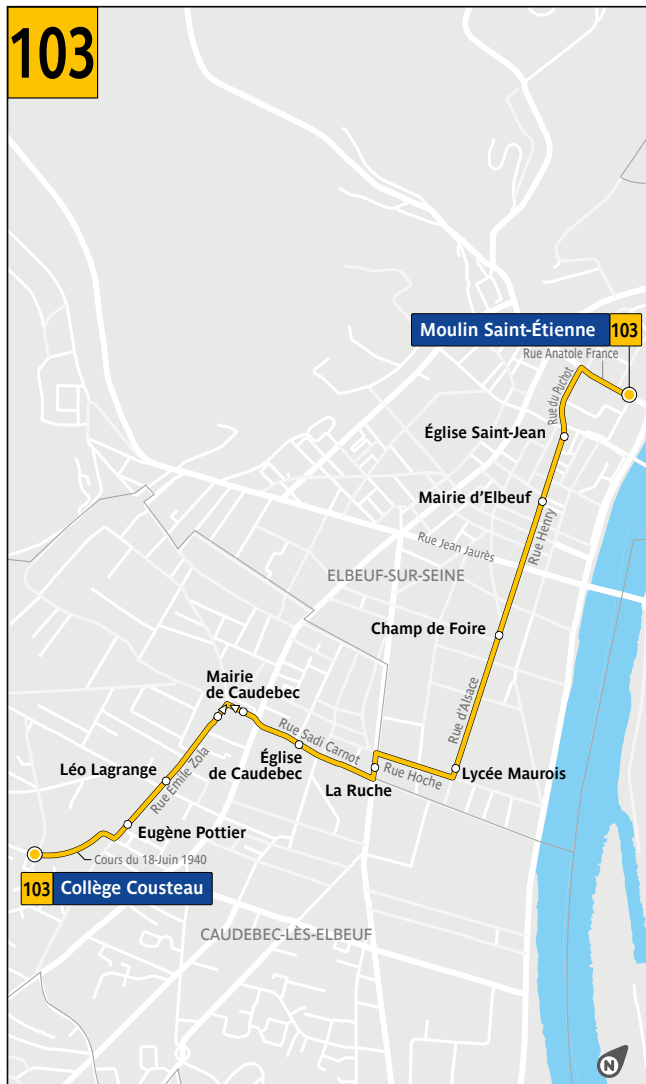 103
Moulin Saint-Étienne 103
Rue Anatole France
Rue du Puchot
Église Saint-Jean
Mairie d'Elbeuf
Rue Henry
Rue Jean Jaurès
ELBEUF-SUR-SEINE
Champ de Foire
Mairie
de Caudebec
Rue d'Alsace
Rue Sadi Carnot
Église
de Caudebec
Léo Lagrange
Rue Emile Zola
La Ruche
Rue Hoche
Lycée Maurois
Eugène Pottier
Cours du 18-Juin 1940
103 Collège Cousteau
CAUDEBEC-LÈS-ELBEUF
N